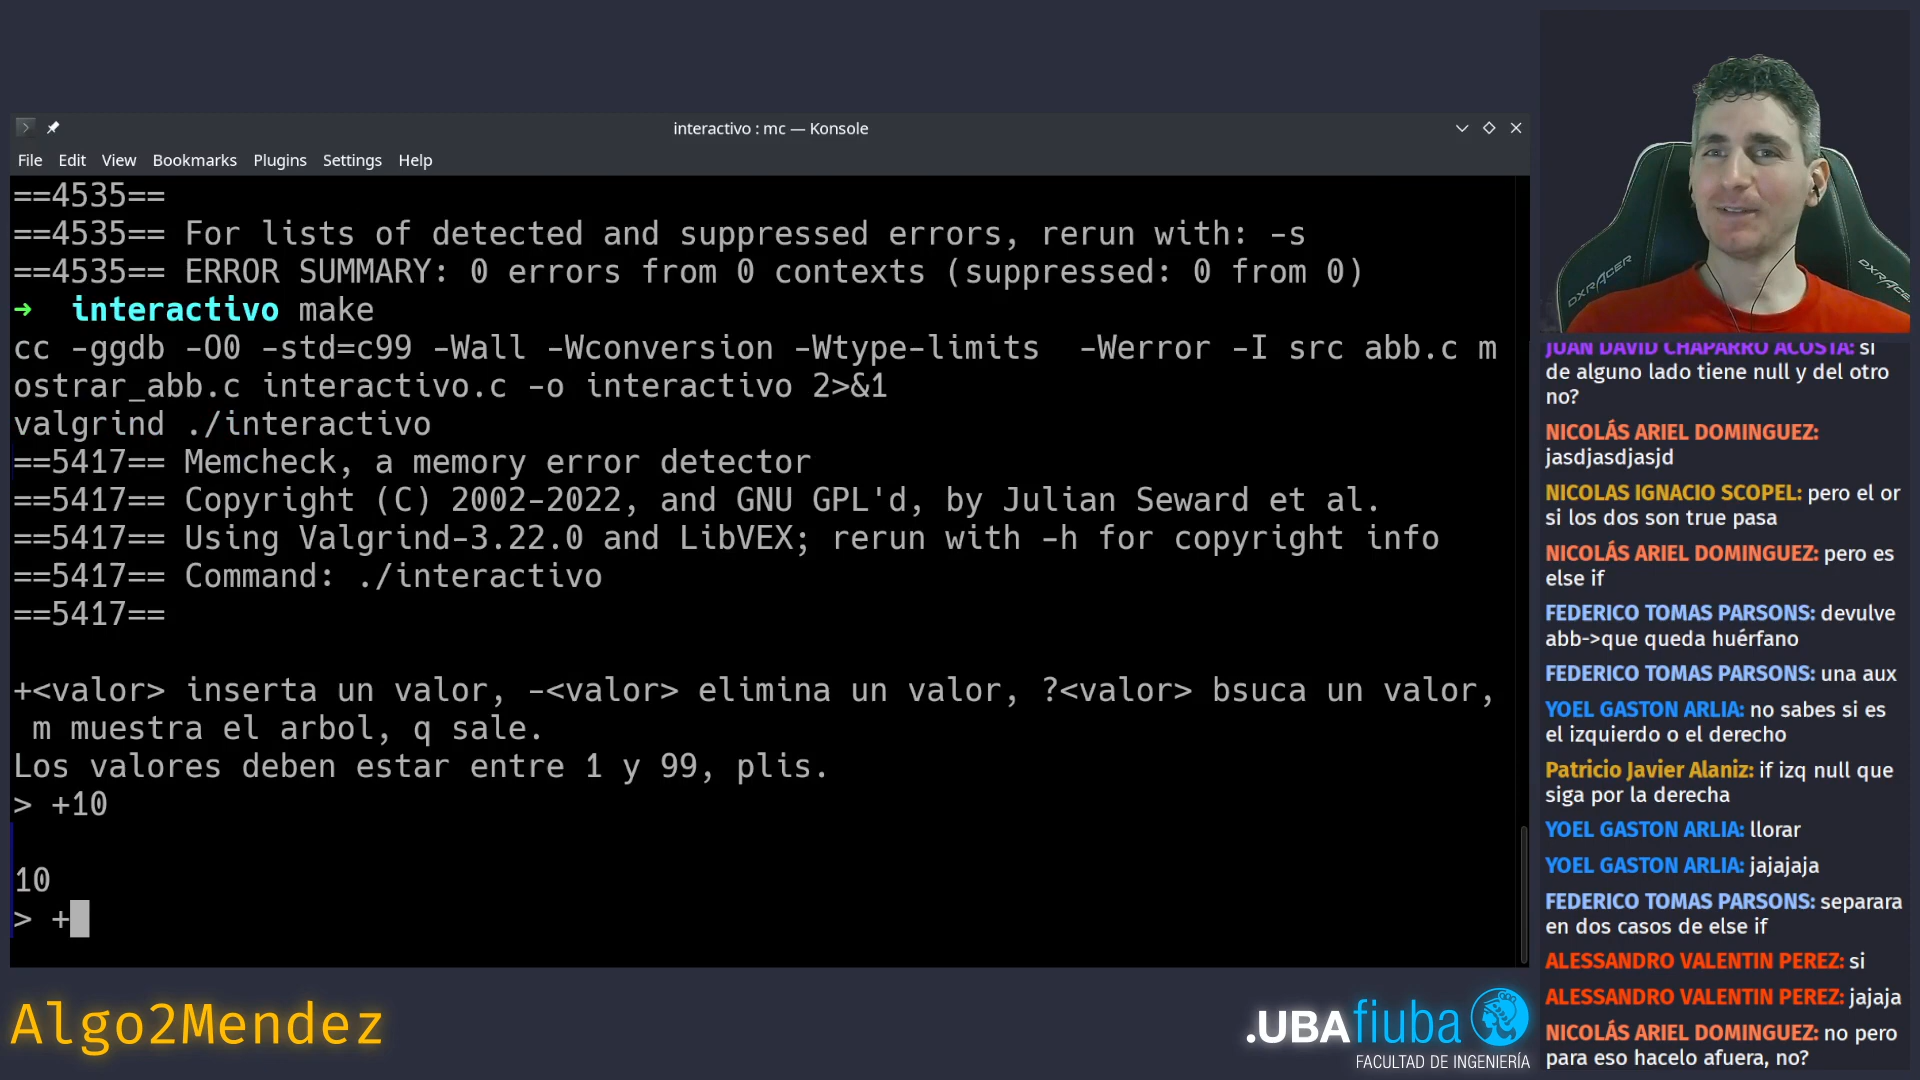 interactivo : mc — Konsole
File Edit View Bookmarks Plugins Settings Help
==4535==
==4535== For lists of detected and suppressed errors, rerun with: -s
==4535== ERROR SUMMARY: 0 errors from 0 contexts (suppressed: 0 from 0)
➜ interactivo make
cc -ggdb -O0 -std=c99 -Wall -Wconversion -Wtype-limits -Werror -I src abb.c m
ostrar_abb.c interactivo.c -o interactivo 2>&1
valgrind ./interactivo
==5417== Memcheck, a memory error detector
==5417== Copyright (C) 2002-2022, and GNU GPL'd, by Julian Seward et al.
==5417== Using Valgrind-3.22.0 and LibVEX; rerun with -h for copyright info
==5417== Command: ./interactivo
==5417==
+<valor> inserta un valor, -<valor> elimina un valor, ?<valor> bsuca un valor,
m muestra el arbol, q sale.
Los valores deben estar entre 1 y 99, plis.
> +10
10
> +
DXRACER
DXRACER
JUAN DAVID CHAPARRO ACOSTA: si
de alguno lado tiene null y del otro
no?
NICOLÁS ARIEL DOMINGUEZ:
jasdjasdjasjd
NICOLAS IGNACIO SCOPEL: pero el or
si los dos son true pasa
NICOLÁS ARIEL DOMINGUEZ: pero es
else if
FEDERICO TOMAS PARSONS: devulve
abb->que queda huérfano
FEDERICO TOMAS PARSONS: una aux
YOEL GASTON ARLIA: no sabes si es
el izquierdo o el derecho
Patricio Javier Alaniz: if izq null que
siga por la derecha
YOEL GASTON ARLIA: llorar
YOEL GASTON ARLIA: jajajaja
FEDERICO TOMAS PARSONS: separara
en dos casos de else if
ALESSANDRO VALENTIN PEREZ: si
ALESSANDRO VALENTIN PEREZ: jajaja
NICOLÁS ARIEL DOMINGUEZ: no pero
para eso hacelo afuera, no?
Algo2Mendez
.UBAfiuba
FACULTAD DE INGENIERÍA